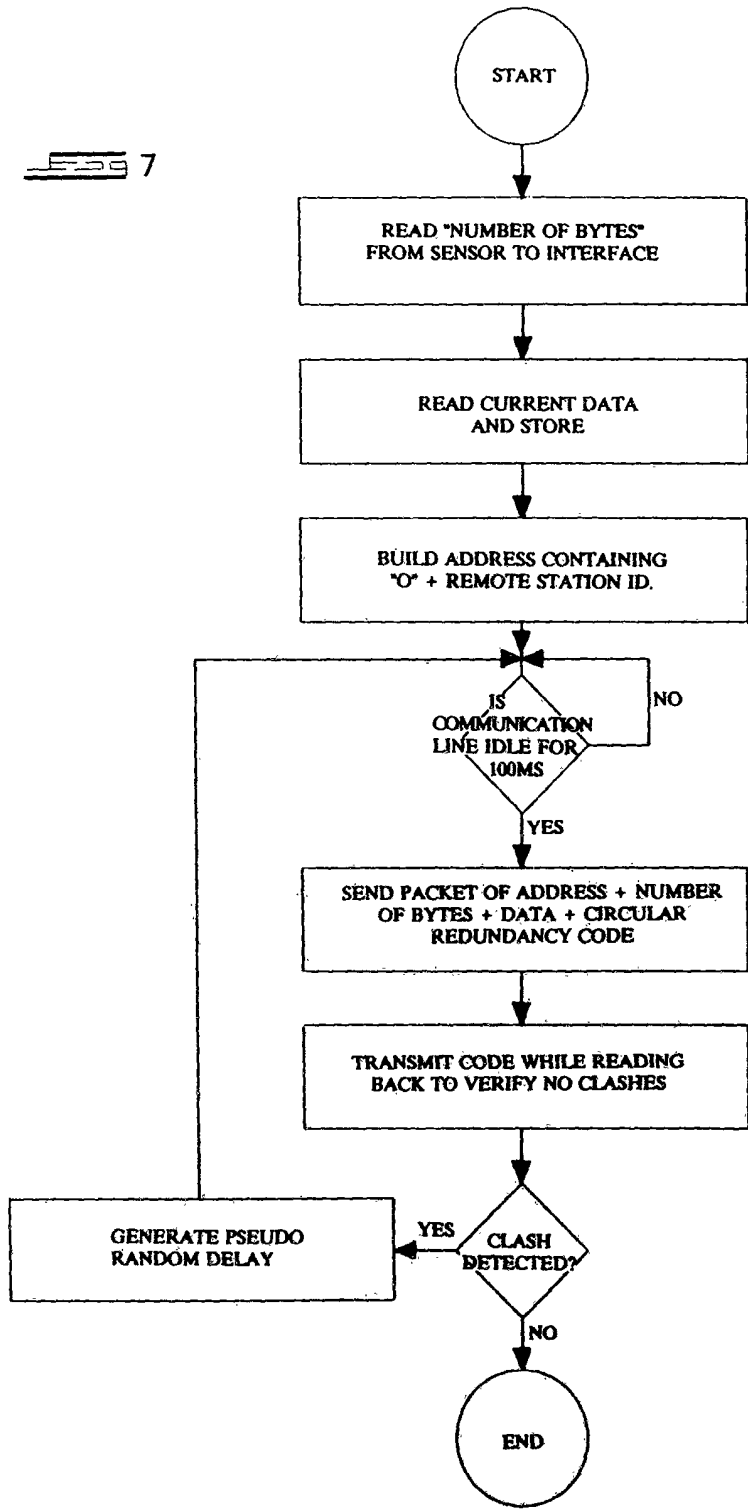 START
7
READ "NUMBER OF BYTES"
FROM SENSOR TO INTERFACE
READ CURRENT DATA
AND STORE
BUILD ADDRESS CONTAINING
"O" + REMOTE STATION ID.
IS
COMMUNICATION
LINE IDLE FOR
100MS
NO
YES
SEND PACKET OF ADDRESS + NUMBER
OF BYTES + DATA + CIRCULAR
REDUNDANCY CODE
TRANSMIT CODE WHILE READING
BACK TO VERIFY NO CLASHES
GENERATE PSEUDO
RANDOM DELAY
YES
CLASH
DETECTED?
NO
END